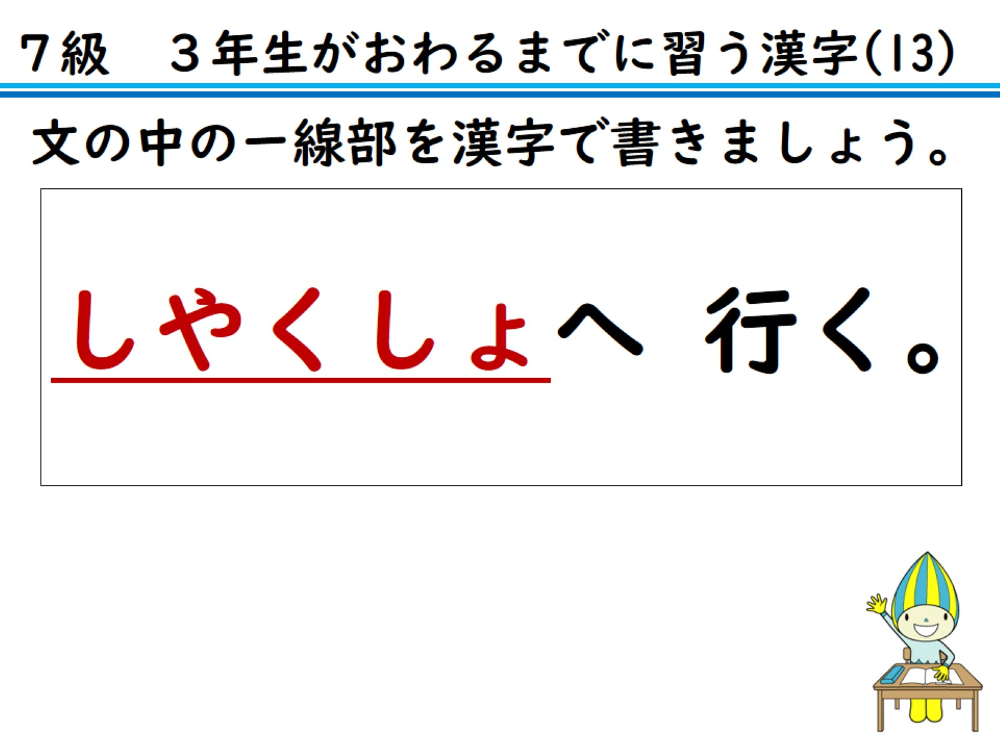 ７級　３年生がおわるまでに習う漢字(13)
文の中の―線部を漢字で書きましょう。
しやくしょへ 行く。